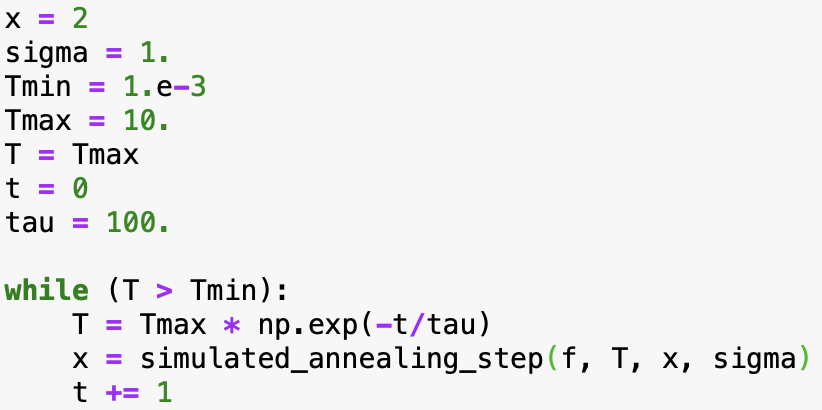 x = 2
sigma = 1.
Tmin = 1.e-3
Tmax = 10.
T = Tmax
t = 0
tau = 100.

while (T > Tmin):
    T = Tmax * np.exp(-t/tau)
    x = simulated_annealing_step(f, T, x, sigma)
    t += 1